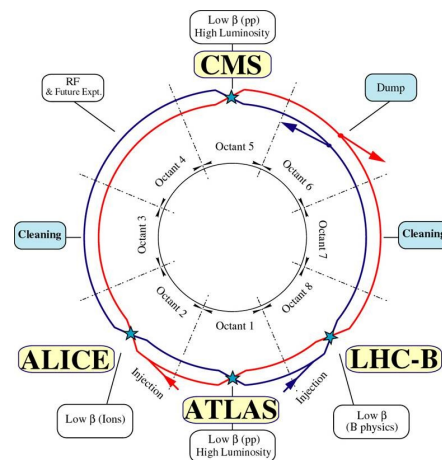 Low β (pp)
High Luminosity
CMS
RF
& Future Expt.
Dump
Octant 5
Octant 4
Octant 6
Cleaning
Octant 3
Octant 7
Cleaning
Octant 2
Octant 8
Octant 1
ALICE
LHC-B
Injection
Injection
ATLAS
Low β (Ions)
Low β
(B physics)
Low β (pp)
High Luminosity